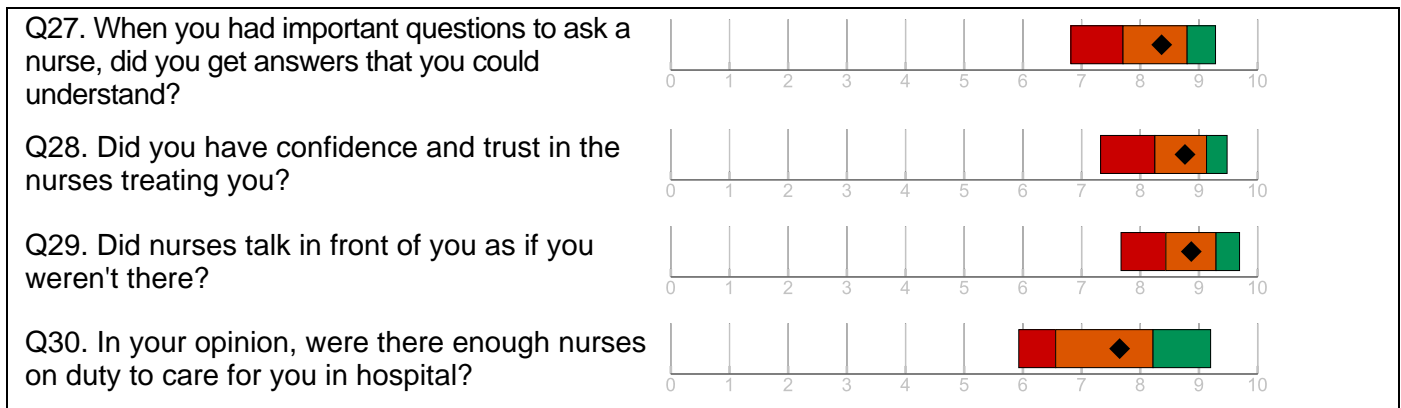 Q27. When you had important questions to ask a
nurse, did you get answers that you could
understand?
0 1 2 3 4 5 6 7 8 9 10
Q28. Did you have confidence and trust in the
nurses treating you?
0 1 2 3 4 5 6 7 8 9 10
Q29. Did nurses talk in front of you as if you
weren't there?
0 1 2 3 4 5 6 7 8 9 10
Q30. In your opinion, were there enough nurses
on duty to care for you in hospital?
0 1 2 3 4 5 6 7 8 9 10